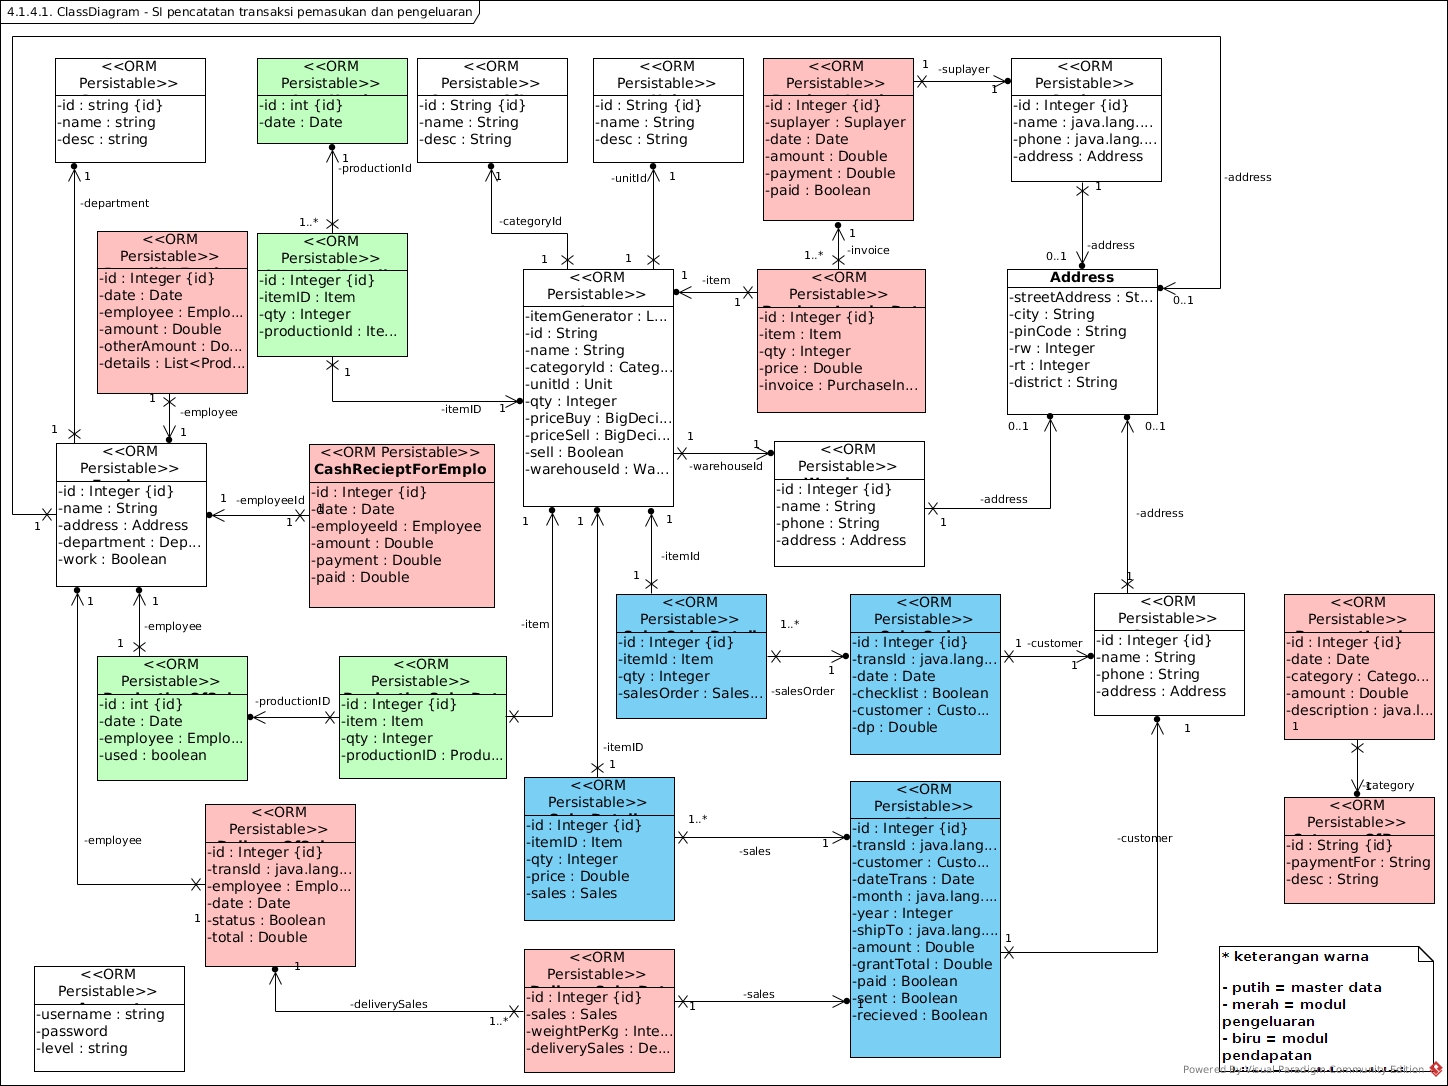 4.1.4.1. ClassDiagram - SI pencatatan transaksi pemasukan dan pengeluaran
<<ORM
Persistable>>
-id : string {id}
-name : string
-desc : string
<<ORM
Persistable>>
-id : int {id}
-date : Date
<<ORM
Persistable>>
-id : String {id}
-name : String
-desc : String
<<ORM
Persistable>>
-id : String {id}
-name : String
-desc : String
<<ORM
Persistable>>
-id : Integer {id}
-suplayer : Suplayer
-date : Date
-amount : Double
-payment : Double
-paid : Boolean
1
-suplayer
1
<<ORM
Persistable>>
-id : Integer {id}
-name : java.lang....
-phone : java.lang....
-address : Address
1
-address
0..1
-address
0..1
1
-department
1
1
-productionId
1..*
1
-categoryId
1
-unitId
1
1
1
-invoice
1..*
<<ORM
Persistable>>
-id : Integer {id}
-date : Date
-employee : Emplo...
-amount : Double
-otherAmount : Do...
-details : List<Prod...
1
-employee
1
<<ORM
Persistable>>
-id : Integer {id}
-itemID : Item
-qty : Integer
-productionId : Ite...
1
-itemID
1
<<ORM
Persistable>>
-itemGenerator : L...
-id : String
-name : String
-categoryId : Categ...
-unitId : Unit
-qty : Integer
-priceBuy : BigDeci...
-priceSell : BigDeci...
-sell : Boolean
-warehouseId : Wa...
1
-item
1
<<ORM
Persistable>>
-id : Integer {id}
-item : Item
-qty : Integer
-price : Double
-invoice : PurchaseIn...
Address
-streetAddress : St...
-city : String
-pinCode : String
-rw : Integer
-rt : Integer
-district : String
0..1
0..1
1
-warehouseId
1
<<ORM
Persistable>>
-id : Integer {id}
-name : String
-phone : String
-address : Address
1
-address
-address
1
<<ORM
Persistable>>
-id : Integer {id}
-name : String
-address : Address
-department : Dep...
-work : Boolean
1
1
-employeeId
1
<<ORM Persistable>>
CashRecieptForEmplo
-id : Integer {id}
-date : Date
-employeeId : Employee
-amount : Double
-payment : Double
-paid : Double
1
1
-employee
1
1
-item
1
-itemID
1
1
-itemId
1
<<ORM
Persistable>>
-id : Integer {id}
-itemId : Item
-qty : Integer
-salesOrder : Sales...
1..*
1
-salesOrder
<<ORM
Persistable>>
-id : Integer {id}
-transId : java.lang...
-date : Date
-checklist : Boolean
-customer : Custo...
-dp : Double
1
-customer
1
<<ORM
Persistable>>
-id : Integer {id}
-name : String
-phone : String
-address : Address
1
<<ORM
Persistable>>
-id : Integer {id}
-date : Date
-category : Catego...
-amount : Double
-description : java.l...
1
-category
1
<<ORM
Persistable>>
-id : String {id}
-paymentFor : String
-desc : String
<<ORM
Persistable>>
-id : int {id}
-date : Date
-employee : Emplo...
-used : boolean
-productionID
<<ORM
Persistable>>
-id : Integer {id}
-item : Item
-qty : Integer
-productionID : Produ...
<<ORM
Persistable>>
-id : Integer {id}
-itemID : Item
-qty : Integer
-price : Double
-sales : Sales
1..*
-sales
1
<<ORM
Persistable>>
-id : Integer {id}
-transId : java.lang...
-customer : Custo...
-dateTrans : Date
-month : java.lang....
-year : Integer
-shipTo : java.lang....
-amount : Double
-grantTotal : Double
-paid : Boolean
-sent : Boolean
-recieved : Boolean
1
-customer
-employee
1
<<ORM
Persistable>>
-id : Integer {id}
-transId : java.lang...
-employee : Emplo...
-date : Date
-status : Boolean
-total : Double
1
-deliverySales
1..*
<<ORM
Persistable>>
-id : Integer {id}
-sales : Sales
-weightPerKg : Inte...
-deliverySales : De...
1
-sales
1
<<ORM
Persistable>>
-username : string
-password
-level : string
* keterangan warna
- putih = master data
- merah = modul
pengeluaran
- biru = modul
pendapatan
Powered By Visual Paradigm Community Edition